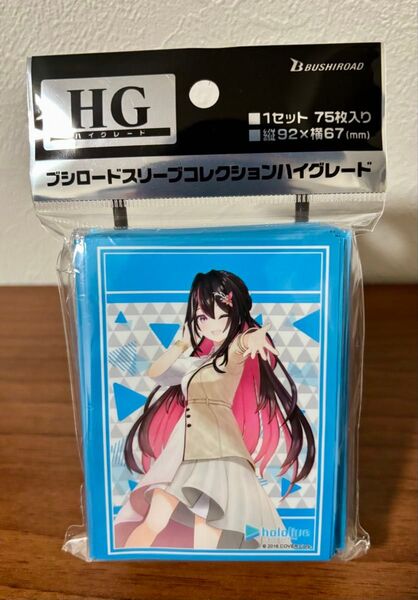 BUSHIROAD
HG
ハイグレード
1セット 75枚入り
縦92×横67(mm)
ブシロードスリーブコレクションハイグレード
hololive
© 2016 COVER